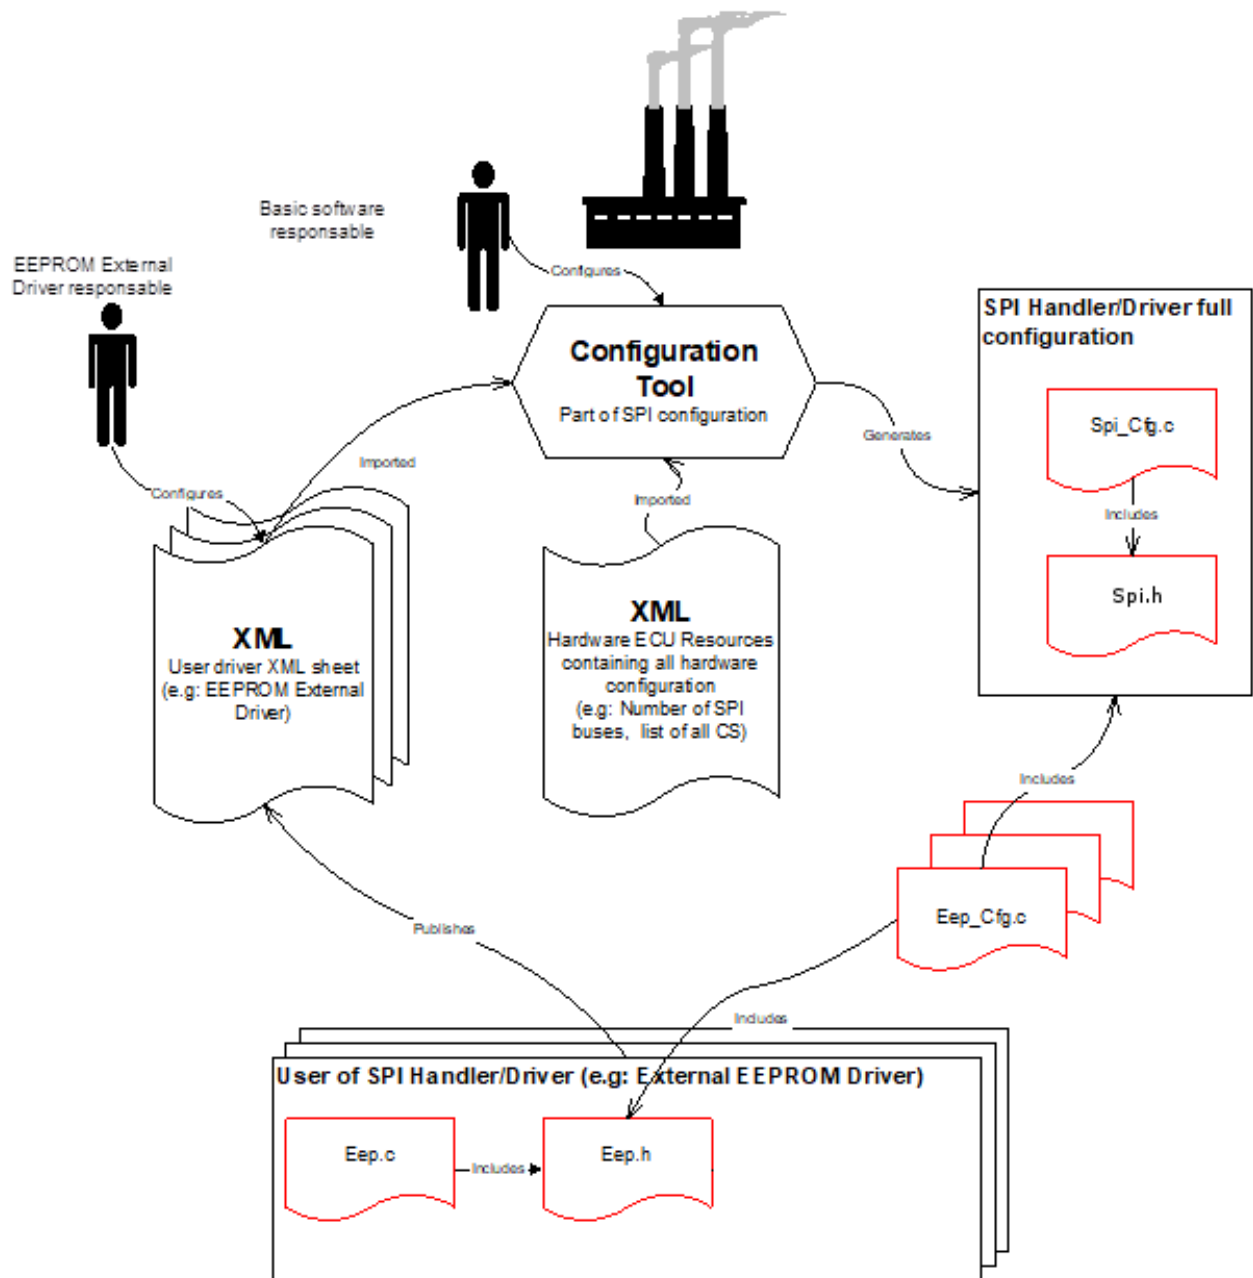 Basic software
responsable
EEPROM External
Driver responsable
Configures
SPI Handler/Driver full
configuration
Configuration
Tool
Part of SPI configuration
Spi_Cfg.c
Generates
Imported
Configures
Imported
Includes
XML
User driver XML sheet
(e.g: EEPROM External
Driver)
XML
Hardware ECU Resources
containing all hardware
configuration
(e.g: Number of SPI
buses, list of all CS)
Spi.h
Includes
Eep_Cfg.c
Publishes
Includes
User of SPI Handler/Driver (e.g: External EEPROM Driver)
Eep.c
Includes
Eep.h